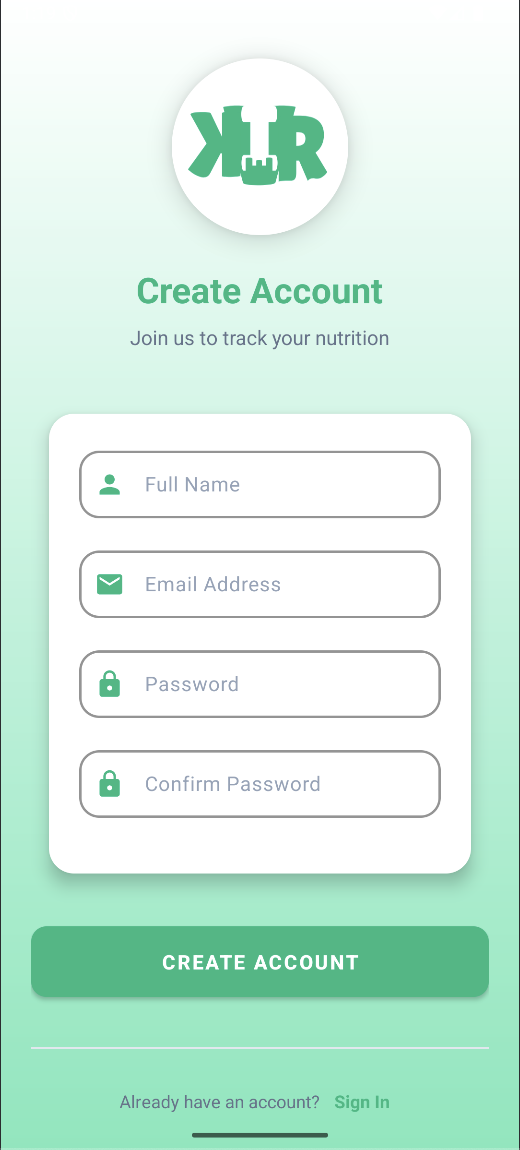 KR
Create Account
Join us to track your nutrition
Full Name
Email Address
Password
Confirm Password
CREATE ACCOUNT
Already have an account? Sign In